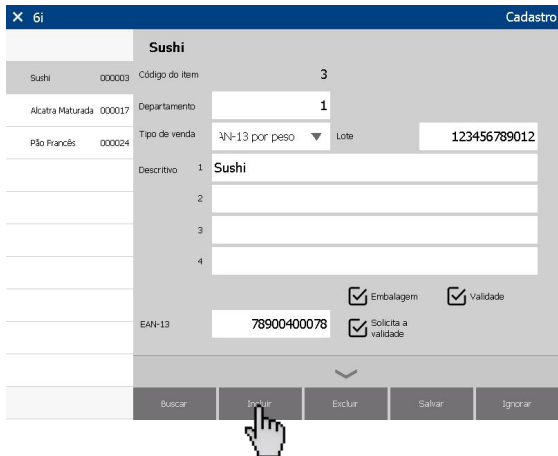 6i Cadastro
Sushi
Sushi 000003 Código do item 3
Alcatra Maturada 000017 Departamento 1
Pão Francês 000024 Tipo de venda AN-13 por peso Lote 123456789012
Descritivo 1 Sushi
2
3
4
Embalagem Validade
EAN-13 78900400078 Solicita a validade
Buscar Incluir Excluir Salvar Ignorar